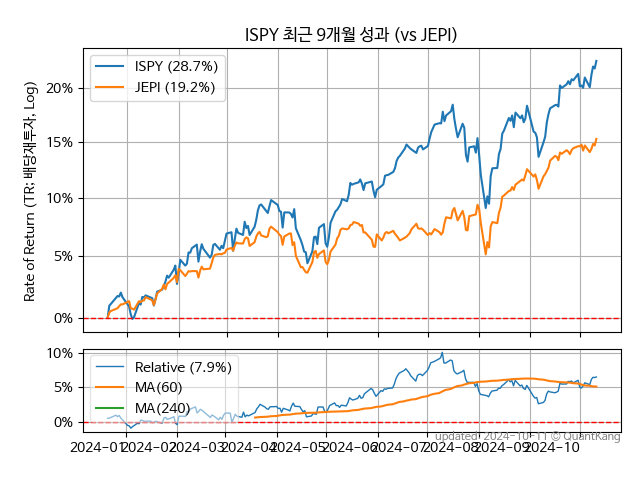 ISPY 최근 9개월 성과 (vs JEPI)
ISPY (28.7%)
JEPI (19.2%)
20%
15%
10%
5%
0%
Rate of Return (TR: 배당재투자, Log)
10%
5%
0%
Relative (7.9%)
MA(60)
MA(240)
updated: 2024-10-11 © QuantKang
2024-01 2024-02 2024-03 2024-04 2024-05 2024-06 2024-07 2024-08 2024-09 2024-10